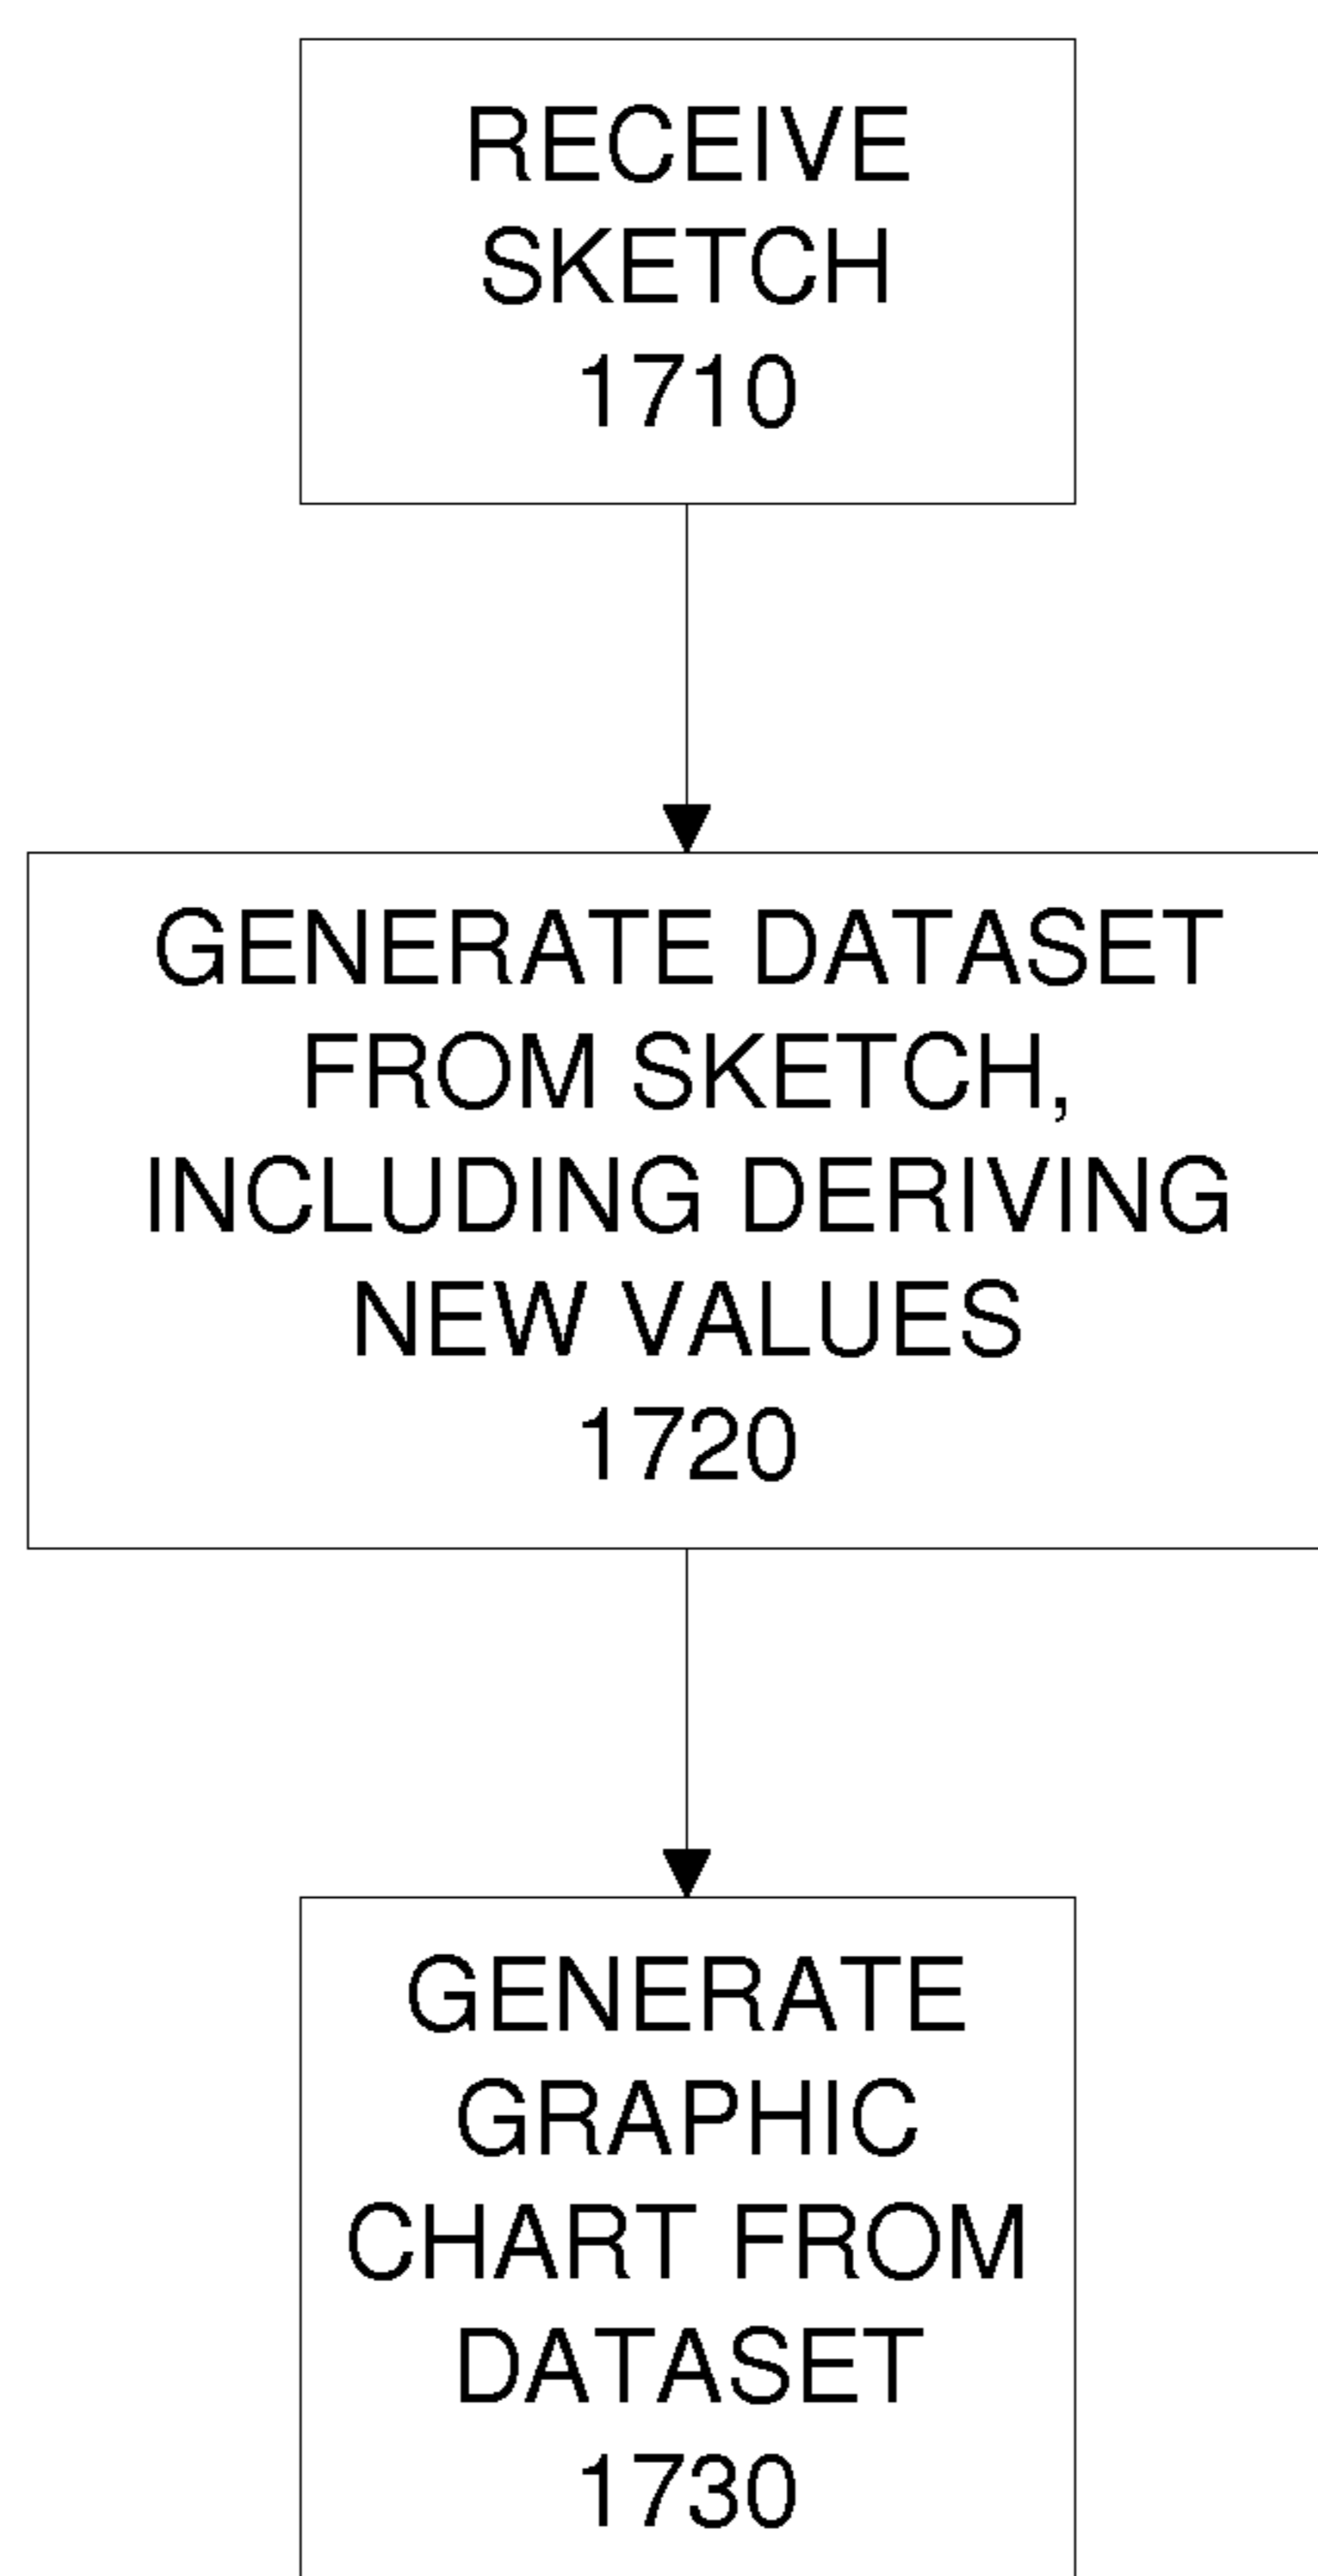 RECEIVE
SKETCH
1710
GENERATE DATASET
FROM SKETCH,
INCLUDING DERIVING
NEW VALUES
1720
GENERATE
GRAPHIC
CHART FROM
DATASET
1730